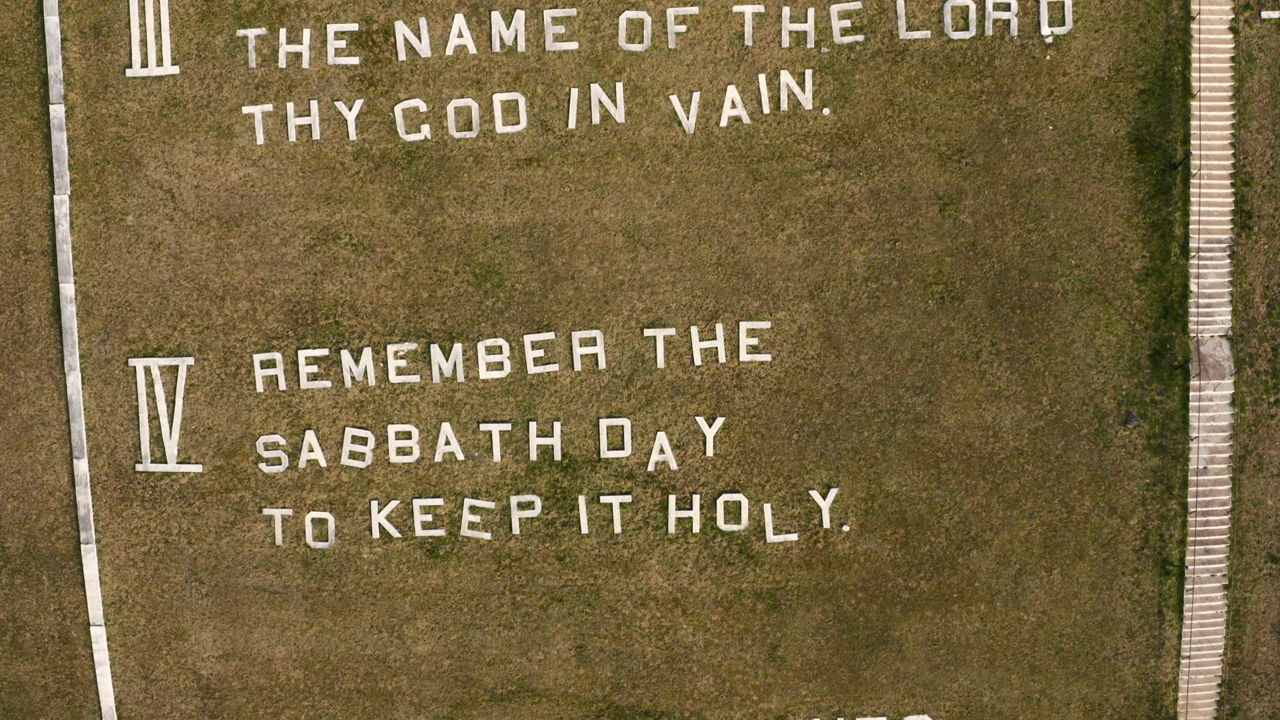 III THE NAME OF THE LORD
THY GOD IN VAIN.
IV REMEMBER THE
SABBATH DAY
TO KEEP IT HOLY.